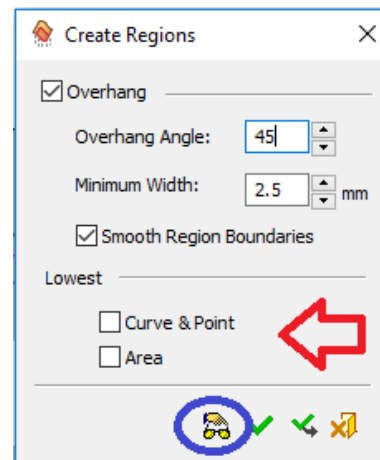 Create Regions
Overhang
Overhang Angle: 45
Minimum Width: 2.5 mm
Smooth Region Boundaries
Lowest
Curve & Point
Area